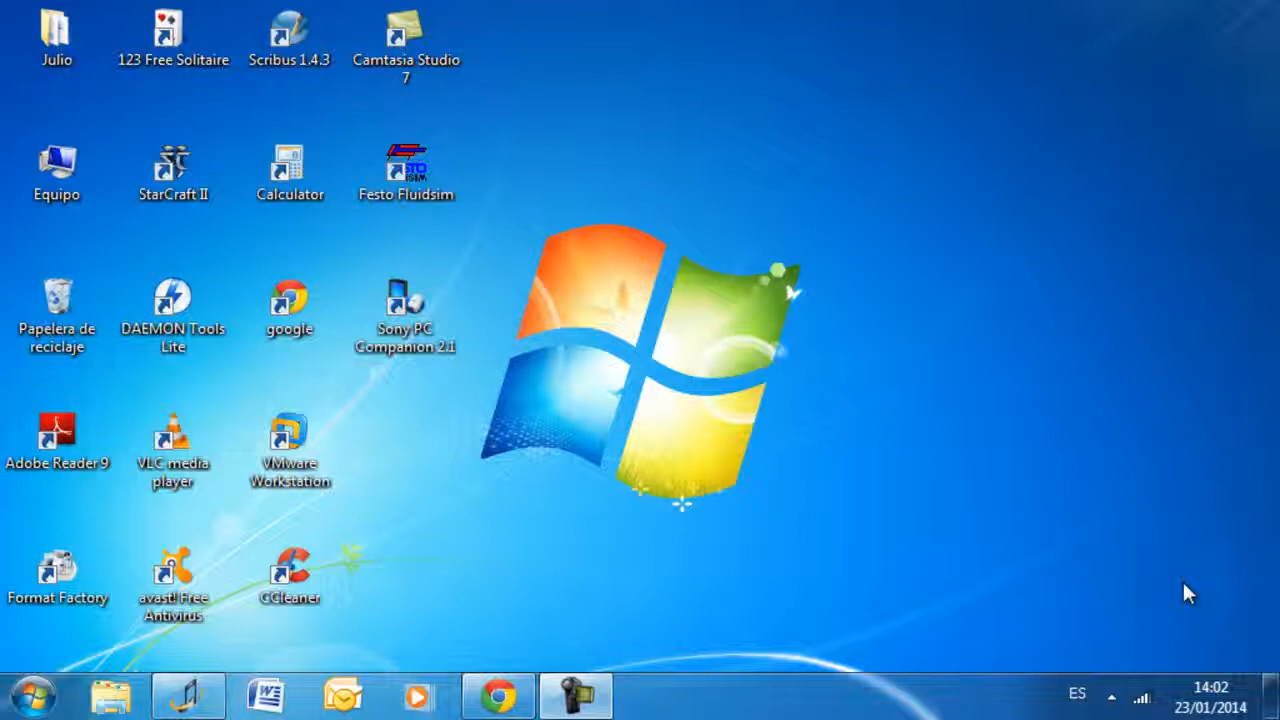 Julio
123 Free Solitaire
Scribus 1.4.3
Camtasia Studio
7
Equipo
StarCraft II
Calculator
STO
SIM
Festo Fluidsim
Papelera de
reciclaje
DAEMON Tools
Lite
google
Sony PC
Companion 2.1
Adobe Reader 9
VLC media
player
VMware
Workstation
Format Factory
avast! Free
Antivirus
CCleaner
ES
14:02
23/01/2014